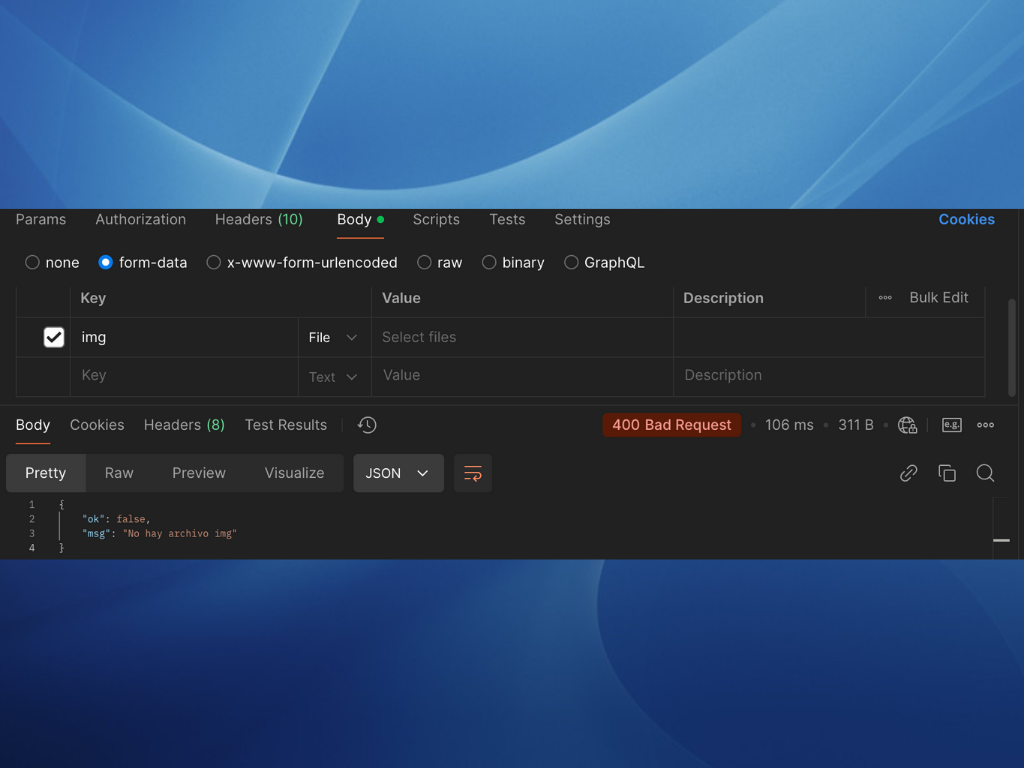 Params Authorization Headers (10) Body Scripts Tests Settings Cookies
none form-data x-www-form-urlencoded raw binary GraphQL
Key Value Description Bulk Edit
img File Select files
Key Text Value Description
Body Cookies Headers (8) Test Results 400 Bad Request 106 ms 311 B e.g.
Pretty Raw Preview Visualize JSON
1 {
2 "ok": false,
3 "msg": "No hay archivo img"
4 }